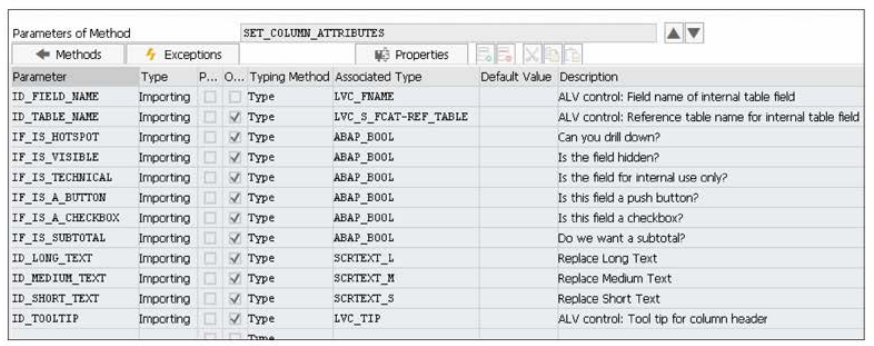 Parameters of Method SET_COLUMN_ATTRIBUTES
Methods Exceptions Properties
Parameter Type P... O... Typing Method Associated Type Default Value Description
ID_FIELD_NAME Importing Type LVC_FNAME ALV control: Field name of internal table field
ID_TABLE_NAME Importing Type LVC_S_FCAT-REF_TABLE ALV control: Reference table name for internal table field
IF_IS_HOTSPOT Importing Type ABAP_BOOL Can you drill down?
IF_IS_VISIBLE Importing Type ABAP_BOOL Is the field hidden?
IF_IS_TECHNICAL Importing Type ABAP_BOOL Is the field for internal use only?
IF_IS_A_BUTTON Importing Type ABAP_BOOL Is this field a push button?
IF_IS_A_CHECKBOX Importing Type ABAP_BOOL Is this field a checkbox?
IF_IS_SUBTOTAL Importing Type ABAP_BOOL Do we want a subtotal?
ID_LONG_TEXT Importing Type SCRTEXT_L Replace Long Text
ID_MEDIUM_TEXT Importing Type SCRTEXT_M Replace Medium Text
ID_SHORT_TEXT Importing Type SCRTEXT_S Replace Short Text
ID_TOOLTIP Importing Type LVC_TIP ALV control: Tool tip for column header
Type